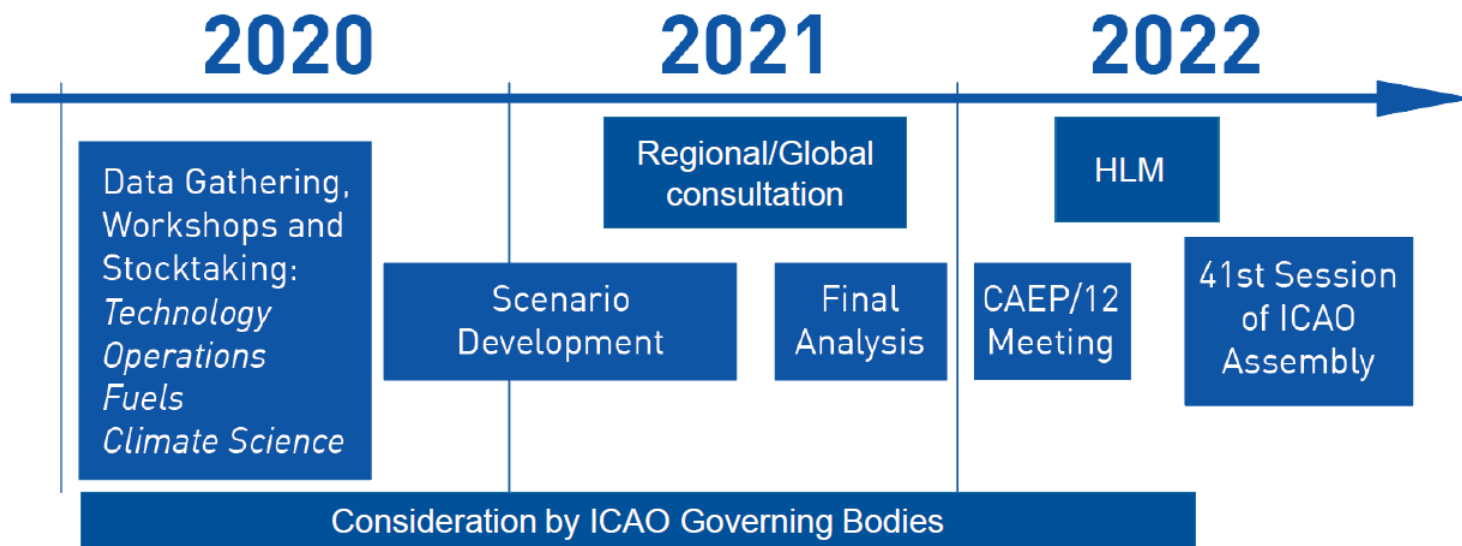 2020
2021
2022
Data Gathering,
Workshops and
Stocktaking:
Technology
Operations
Fuels
Climate Science
Scenario
Development
Regional/Global
consultation
Final
Analysis
HLM
CAEP/12
Meeting
41st Session
of ICAO
Assembly
Consideration by ICAO Governing Bodies